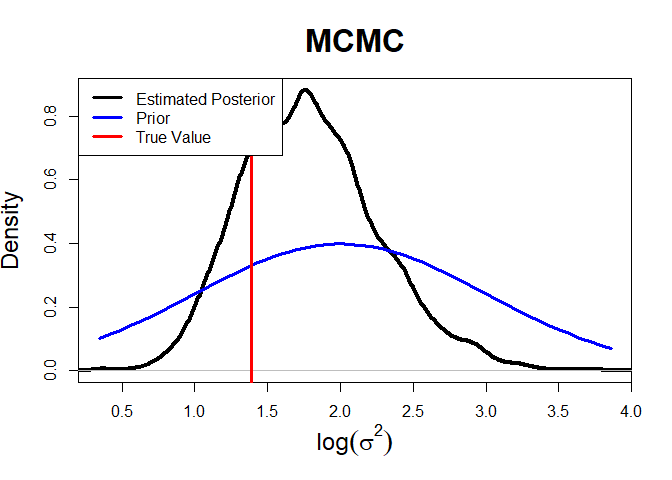 MCMC
Estimated Posterior
Prior
True Value
Density
0.0
0.2
0.4
0.6
0.8
0.5 1.0 1.5 2.0 2.5 3.0 3.5 4.0
log(σ²)